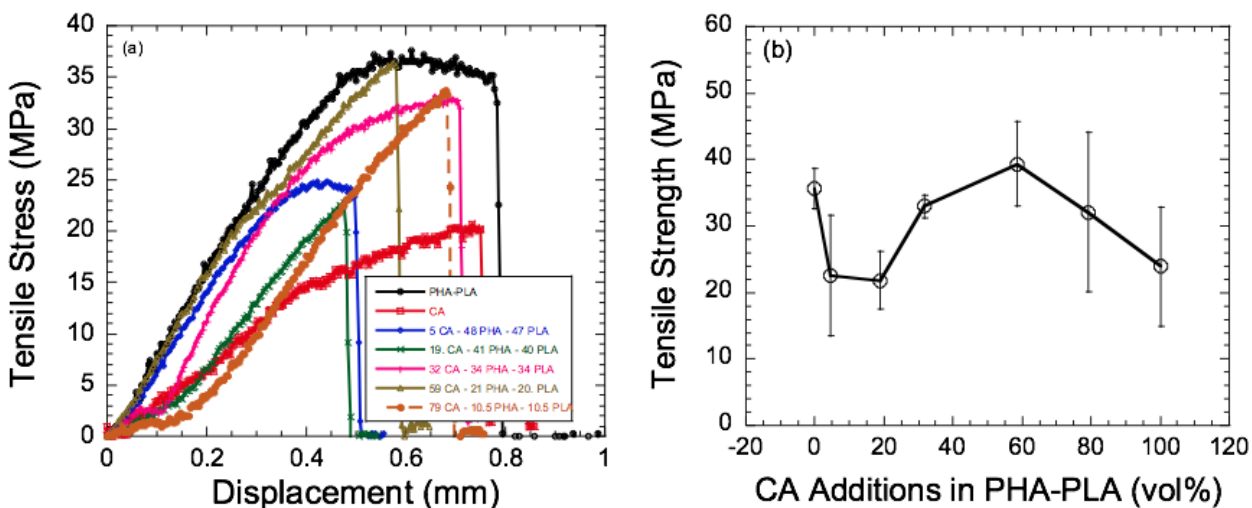 (a)
40
35
30
25
20
15
10
5
0
Tensile Stress (MPa)
PHA-PLA
CA
5 CA - 48 PHA - 47 PLA
19. CA - 41 PHA - 40 PLA
32 CA - 34 PHA - 34 PLA
59 CA - 21 PHA - 20. PLA
79 CA - 10.5 PHA - 10.5 PLA
0 0.2 0.4 0.6 0.8 1
Displacement (mm)
(b)
60
50
40
30
20
10
0
Tensile Strength (MPa)
-20 0 20 40 60 80 100 120
CA Additions in PHA-PLA (vol%)